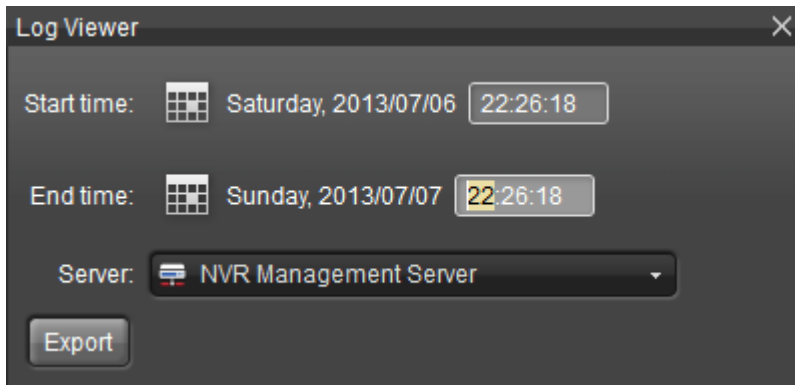 Log Viewer
Start time: Saturday, 2013/07/06 22:26:18
End time: Sunday, 2013/07/07 22:26:18
Server: NVR Management Server
Export